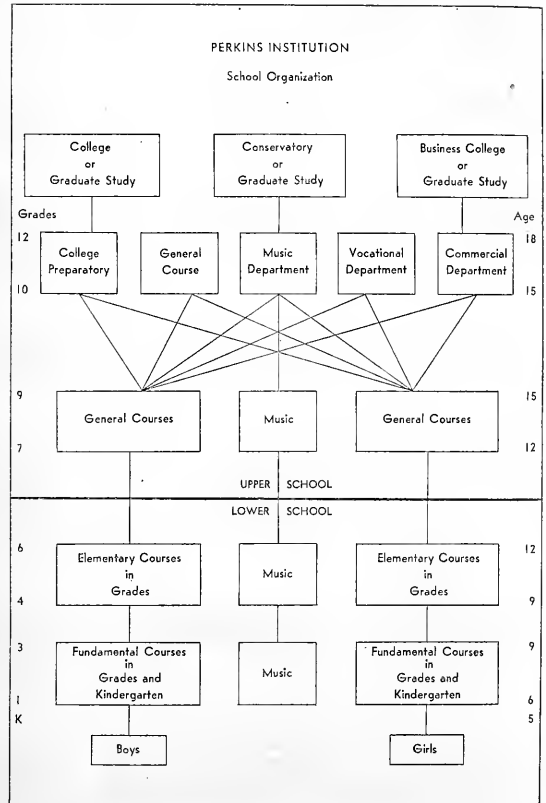 PERKINS INSTITUTION
School Organization
College
or
Graduate Study
Conservatory
or
Graduate Study
Business College
or
Graduate Study
Grades
Age
12
18
College
Preparatory
General
Course
Music
Department
Vocational
Department
Commercial
Department
10
15
9
15
General Courses
Music
General Courses
7
12
UPPER SCHOOL
LOWER SCHOOL
6
12
Elementary Courses
in
Grades
Music
Elementary Courses
in
Grades
4
9
3
9
Fundamental Courses
in
Grades and
Kindergarten
Music
Fundamental Courses
in
Grades and
Kindergarten
1
6
K
5
Boys
Girls